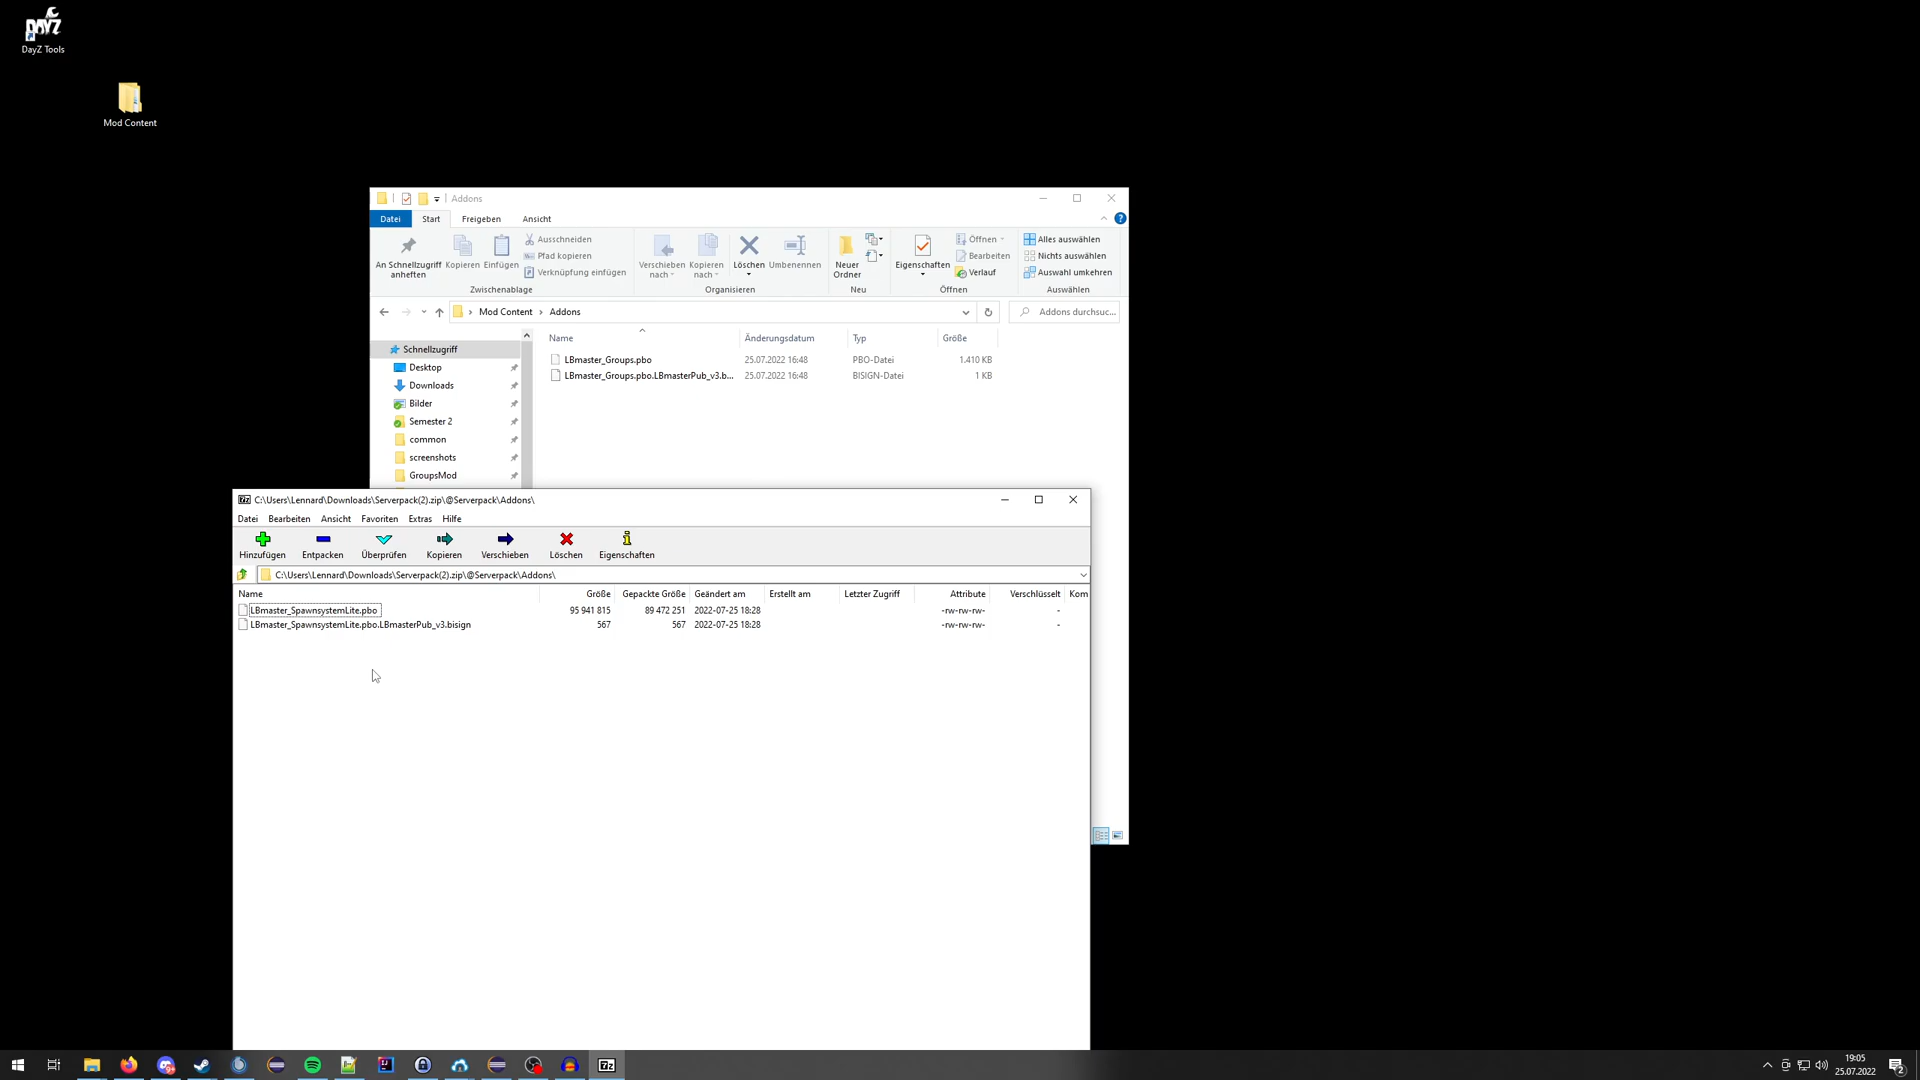 DAYZ
DayZ Tools
Mod Content
Addons
Datei Start Freigeben Ansicht
An Schnellzugriff anheften
Kopieren
Einfügen
Ausschneiden
Pfad kopieren
Verknüpfung einfügen
Verschieben nach
Kopieren nach
Löschen
Umbenennen
Neuer Ordner
Eigenschaften
Öffnen
Bearbeiten
Verlauf
Alles auswählen
Nichts auswählen
Auswahl umkehren
Zwischenablage Organisieren Neu Öffnen Auswählen
Mod Content > Addons
Addons durchsuc...
Name Änderungsdatum Typ Größe
LBmaster_Groups.pbo 25.07.2022 16:48 PBO-Datei 1.410 KB
LBmaster_Groups.pbo.LBmasterPub_v3.b... 25.07.2022 16:48 BISIGN-Datei 1 KB
Schnellzugriff
Desktop
Downloads
Bilder
Semester 2
common
screenshots
GroupsMod
7z C:\Users\Lennard\Downloads\Serverpack(2).zip\@Serverpack\Addons\
Datei Bearbeiten Ansicht Favoriten Extras Hilfe
Hinzufügen Entpacken Überprüfen Kopieren Verschieben Löschen Eigenschaften
C:\Users\Lennard\Downloads\Serverpack(2).zip\@Serverpack\Addons\
Name Größe Gepackte Größe Geändert am Erstellt am Letzter Zugriff Attribute Verschlüsselt Kom
LBmaster_SpawnsystemLite.pbo 95 941 815 89 472 251 2022-07-25 18:28 -rw-rw-rw- -
LBmaster_SpawnsystemLite.pbo.LBmasterPub_v3.bisign 567 567 2022-07-25 18:28 -rw-rw-rw- -
7z
19:05
25.07.2022
2